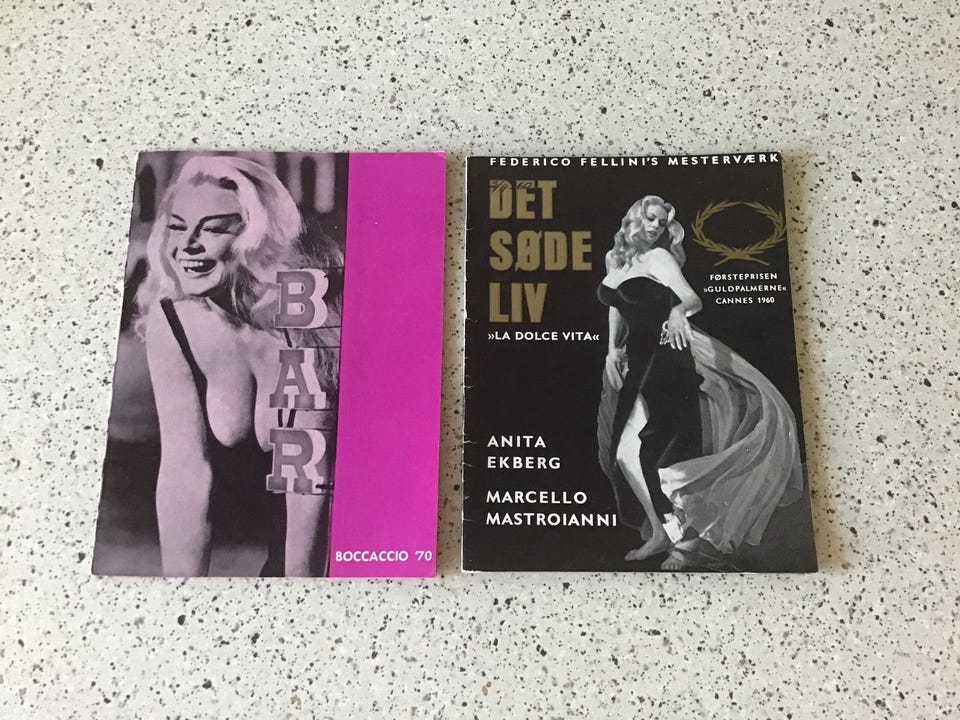 BAR
BOCCACCIO '70
FEDERICO FELLINI'S MESTERVÆRK
DET
SØDE
LIV
»LA DOLCE VITA«
FØRSTEPRISEN
»GULDPALMERNE«
CANNES 1960
ANITA
EKBERG
MARCELLO
MASTROIANNI